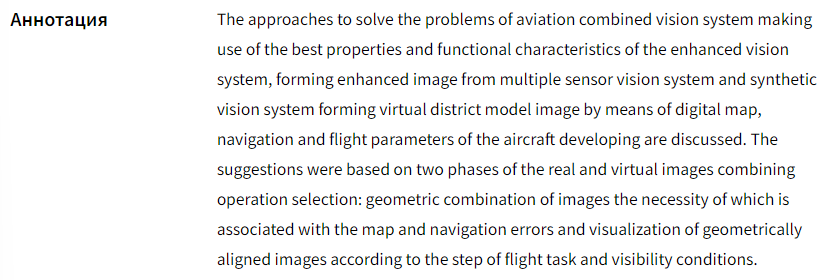 Аннотация
The approaches to solve the problems of aviation combined vision system making
use of the best properties and functional characteristics of the enhanced vision
system, forming enhanced image from multiple sensor vision system and synthetic
vision system forming virtual district model image by means of digital map,
navigation and flight parameters of the aircraft developing are discussed. The
suggestions were based on two phases of the real and virtual images combining
operation selection: geometric combination of images the necessity of which is
associated with the map and navigation errors and visualization of geometrically
aligned images according to the step of flight task and visibility conditions.